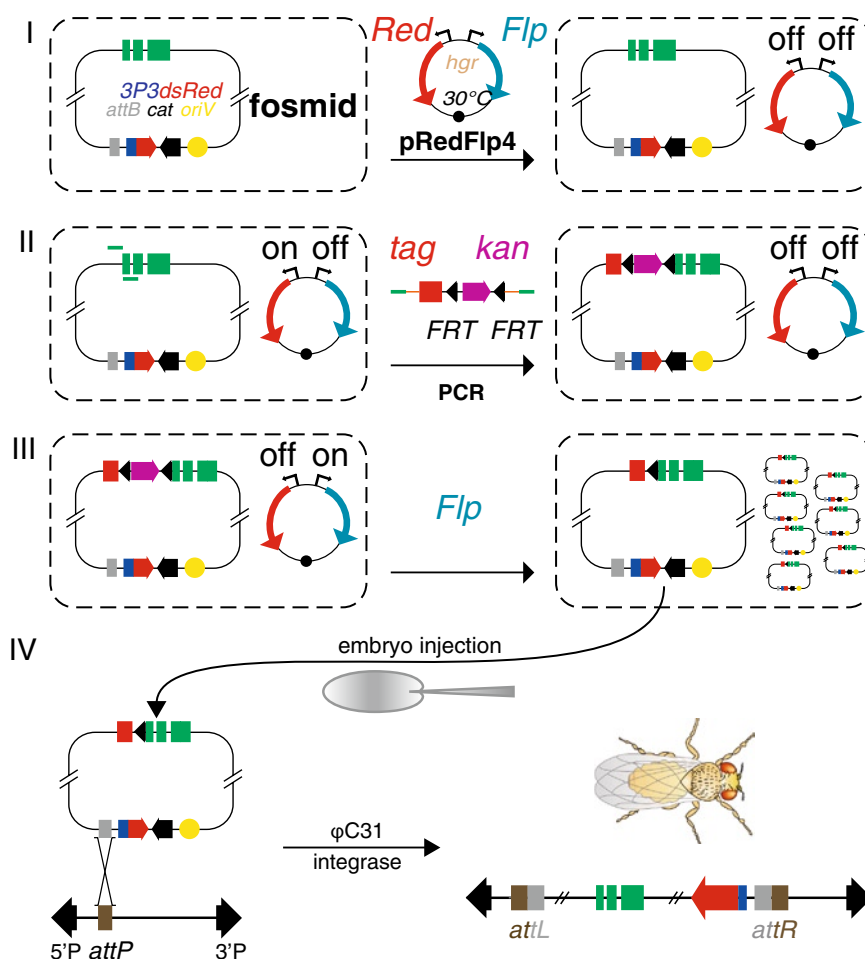 I
Red
Flp
off off
hgr
3P3dsRed
30°C
attB cat oriV
fosmid
pRedFlp4
II
on off
tag
kan
off off
FRT FRT
PCR
III
off on
Flp
IV
embryo injection
φC31
integrase
attL
attR
5'P attP 3'P